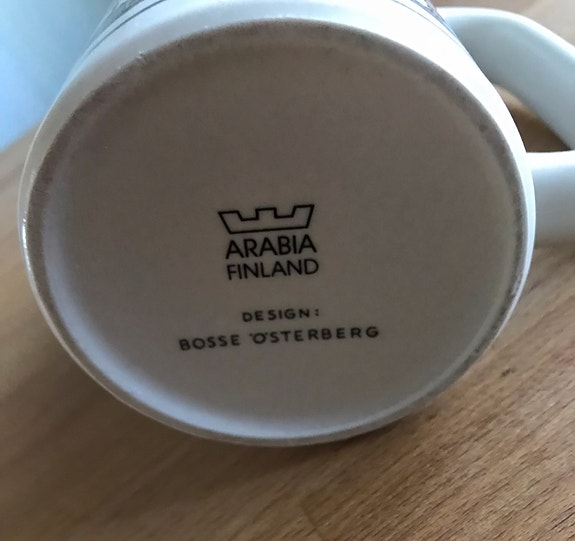 ARABIA
FINLAND
DESIGN:
BOSSE ÖSTERBERG